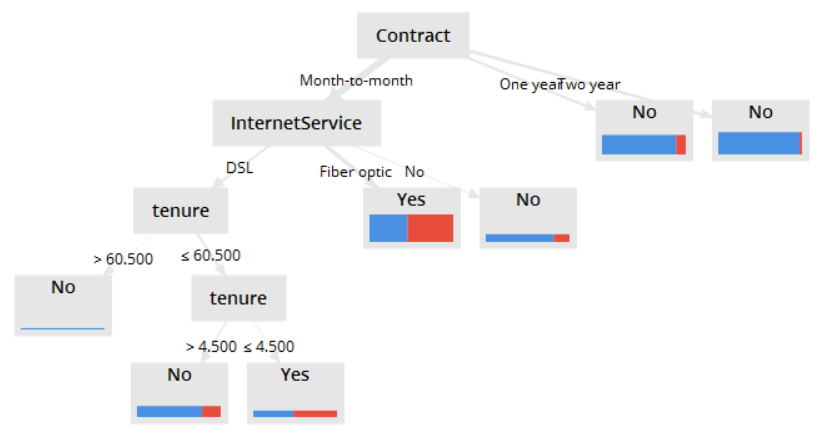 Contract
Month-to-month
One year
Two year
InternetService
No
No
DSL
Fiber optic
No
tenure
Yes
No
> 60.500
≤ 60.500
No
tenure
> 4.500
≤ 4.500
No
Yes